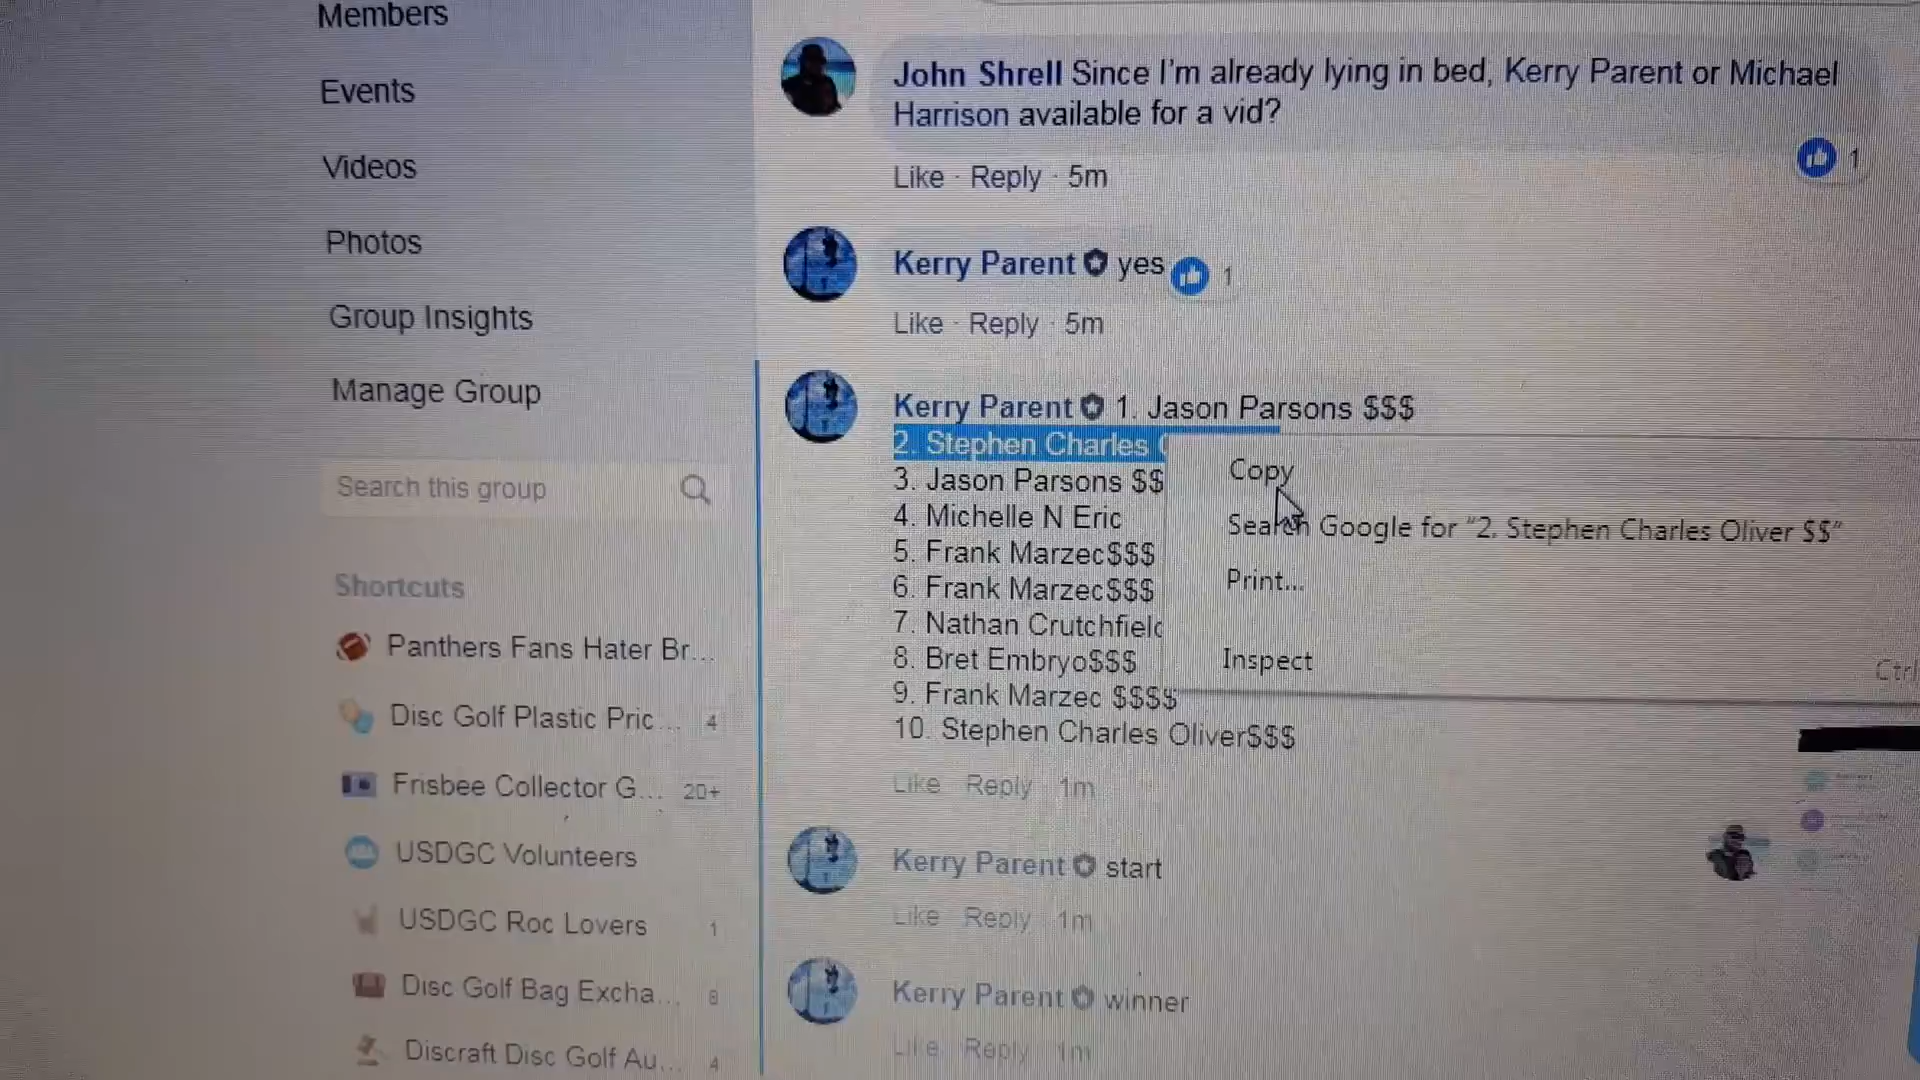 Members
Events
Videos
Photos
Group Insights
Manage Group
Search this group
Shortcuts
Panthers Fans Hater Br...
Disc Golf Plastic Pric... 4
Frisbee Collector G... 20+
USDGC Volunteers
USDGC Roc Lovers 1
Disc Golf Bag Excha... 8
Discraft Disc Golf Au... 4
John Shrell Since I'm already lying in bed, Kerry Parent or Michael
Harrison available for a vid?
1
Like · Reply · 5m
Kerry Parent yes 1
Like · Reply · 5m
Kerry Parent 1. Jason Parsons $$$
2. Stephen Charles
3. Jason Parsons $$
4. Michelle N Eric
5. Frank Marzec$$$
6. Frank Marzec$$$
7. Nathan Crutchfield
8. Bret Embryo$$$
9. Frank Marzec $$$$
10. Stephen Charles Oliver$$$
Like Reply 1m
Copy
Search Google for "2. Stephen Charles Oliver $$"
Print...
Inspect
Ctrl
Kerry Parent start
Like Reply 1m
Kerry Parent winner
Like Reply 1m